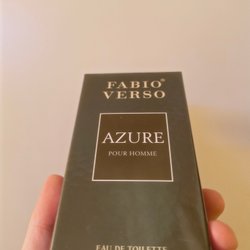 FABIO®
VERSO
AZURE
POUR HOMME
EAU DE TOILETTE